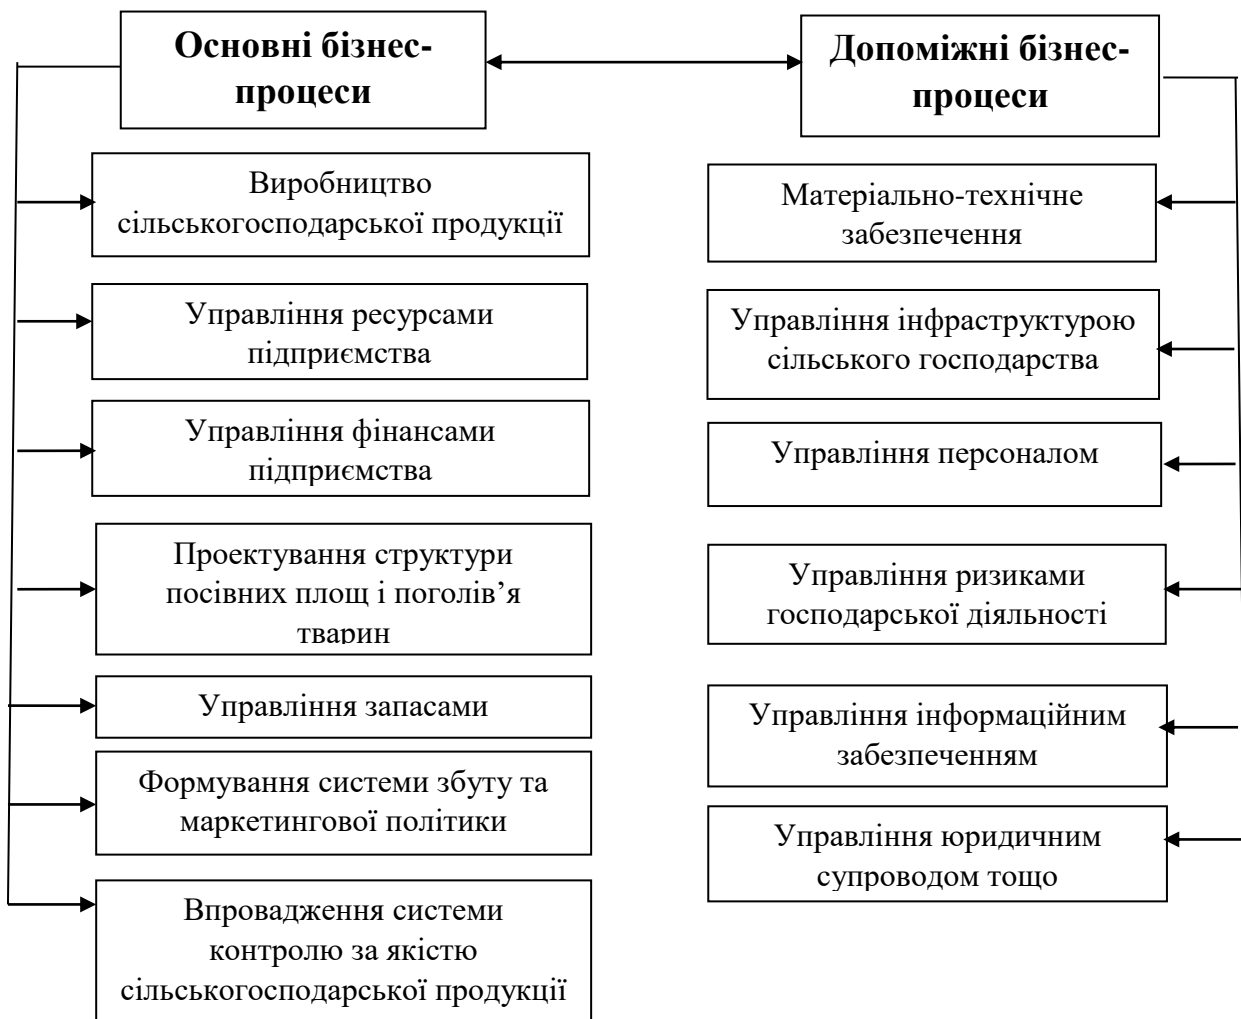 Основні бізнес-
процеси
Виробництво
сільськогосподарської продукції
Управління ресурсами
підприємства
Управління фінансами
підприємства
Проектування структури
посівних площ і поголів’я
тварин
Управління запасами
Формування системи збуту та
маркетингової політики
Впровадження системи
контролю за якістю
сільськогосподарської продукції
Допоміжні бізнес-
процеси
Матеріально-технічне
забезпечення
Управління інфраструктурою
сільського господарства
Управління персоналом
Управління ризиками
господарської діяльності
Управління інформаційним
забезпеченням
Управління юридичним
супроводом тощо